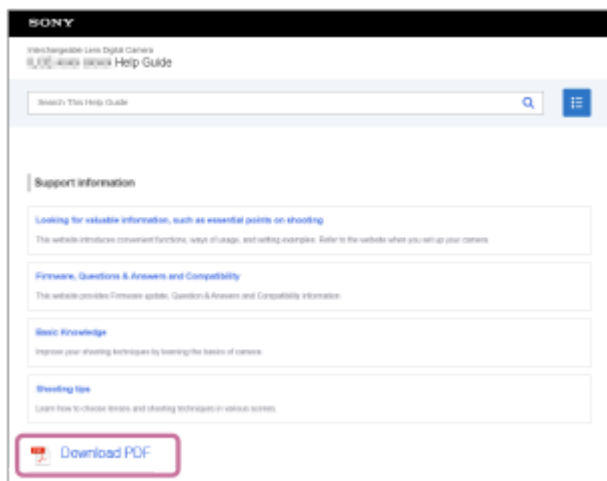 SONY
Interchangeable Lens Digital Camera
Help Guide
Search This Help Guide
Support information
Looking for valuable information, such as essential points on shooting
This website introduces convenient functions, ways of usage, and setting examples. Refer to the website when you set up your camera.
Firmware, Questions & Answers and Compatibility
This website provides Firmware update, Question & Answers and Compatibility information
Basic Knowledge
Improve your shooting techniques by learning the basics of camera.
Shooting tips
Learn how to choose lenses and shooting techniques in various scenes.
Download PDF